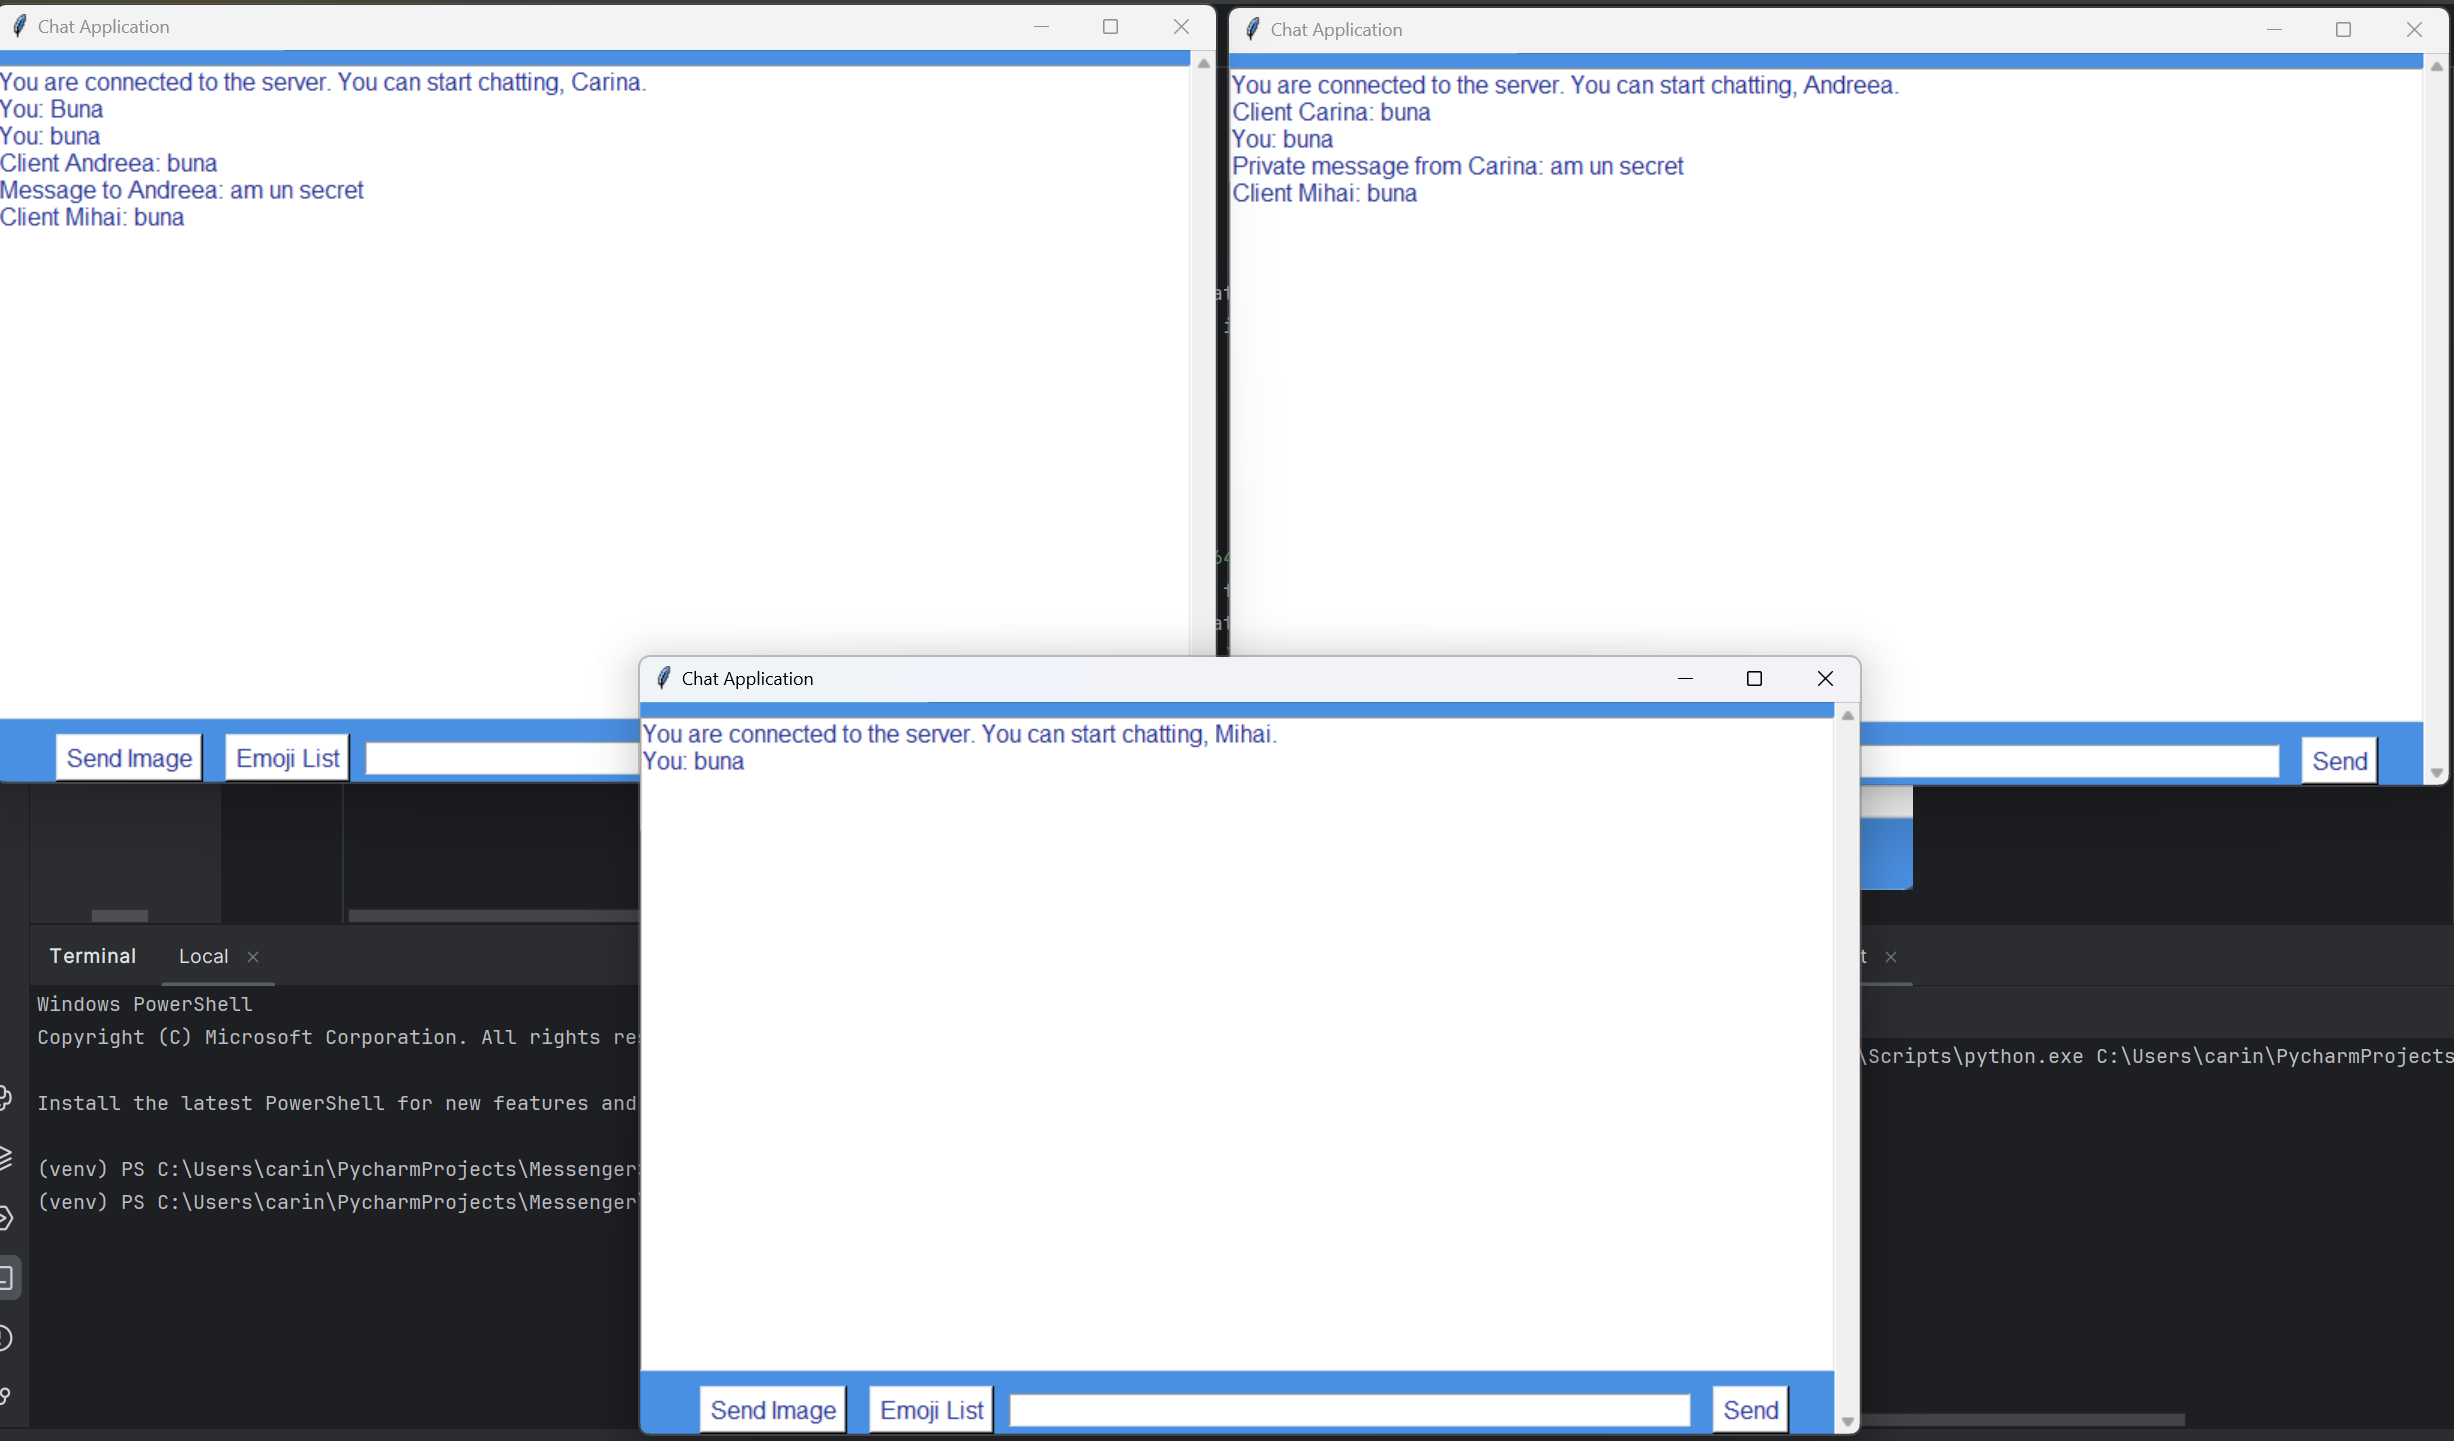 Chat Application
You are connected to the server. You can start chatting, Carina.
You: Buna
You: buna
Client Andreea: buna
Message to Andreea: am un secret
Client Mihai: buna
Send Image
Emoji List
Chat Application
You are connected to the server. You can start chatting, Andreea.
Client Carina: buna
You: buna
Private message from Carina: am un secret
Client Mihai: buna
Send
Chat Application
You are connected to the server. You can start chatting, Mihai.
You: buna
Send Image
Emoji List
Send
Terminal
Local
Windows PowerShell
Copyright (C) Microsoft Corporation. All rights
Install the latest PowerShell for new features and
(venv) PS C:\Users\carin\PycharmProjects\Messenger
(venv) PS C:\Users\carin\PycharmProjects\Messenger
\Scripts\python.exe C:\Users\carin\PycharmProjects